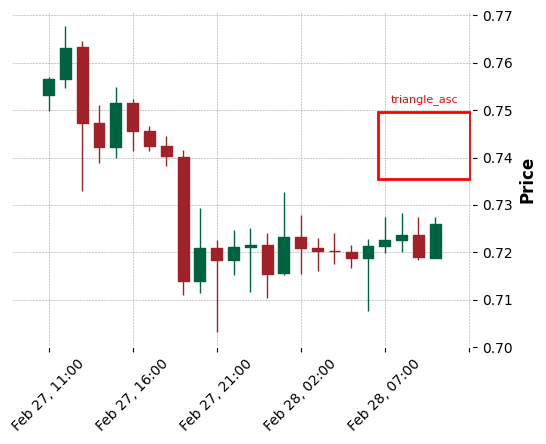 0.77
0.76
triangle_asc
0.75
0.74
0.73
0.72
0.71
0.70
Price
Feb 27, 11:00
Feb 27, 16:00
Feb 27, 21:00
Feb 28, 02:00
Feb 28, 07:00